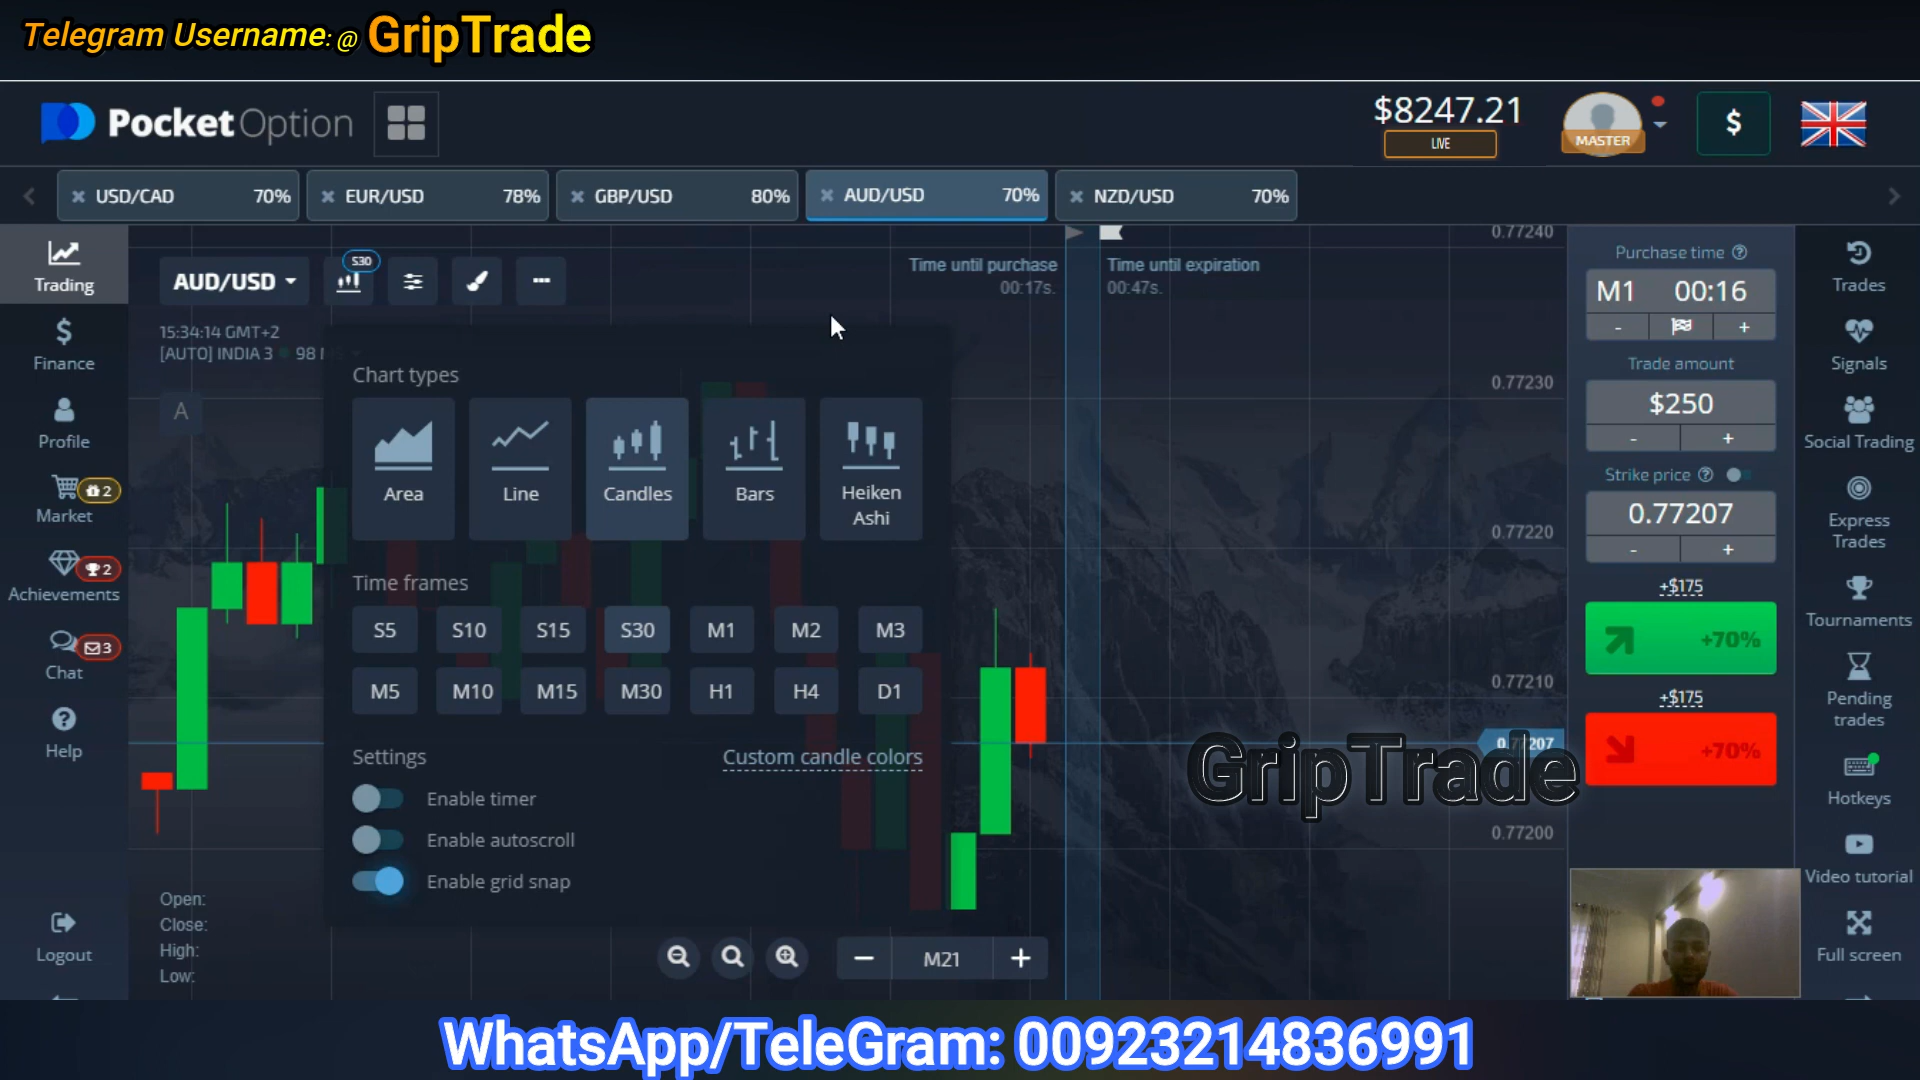 Telegram Username: @ GripTrade
PocketOption
$8247.21
LIVE
MASTER
$
USD/CAD 70%
EUR/USD 78%
GBP/USD 80%
AUD/USD 70%
NZD/USD 70%
Trading
Finance
Profile
Market
2
Achievements
2
Chat
3
Help
Logout
AUD/USD
S30
15:34:14 GMT+2
[AUTO] INDIA 3 98
A
Time until purchase
00:17s.
Time until expiration
00:47s.
Chart types
Area
Line
Candles
Bars
Heiken
Ashi
Time frames
S5 S10 S15 S30 M1 M2 M3
M5 M10 M15 M30 H1 H4 D1
Settings
Custom candle colors
Enable timer
Enable autoscroll
Enable grid snap
Open:
Close:
High:
Low:
M21
0.77240
0.77230
0.77220
0.77210
0.77207
0.77200
GripTrade
Purchase time
M1 00:16
- +
Trade amount
$250
- +
Strike price
0.77207
- +
+$175
+70%
+$175
+70%
Trades
Signals
Social Trading
Express
Trades
Tournaments
Pending
trades
Hotkeys
Video tutorial
Full screen
WhatsApp/TeleGram: 00923214836991